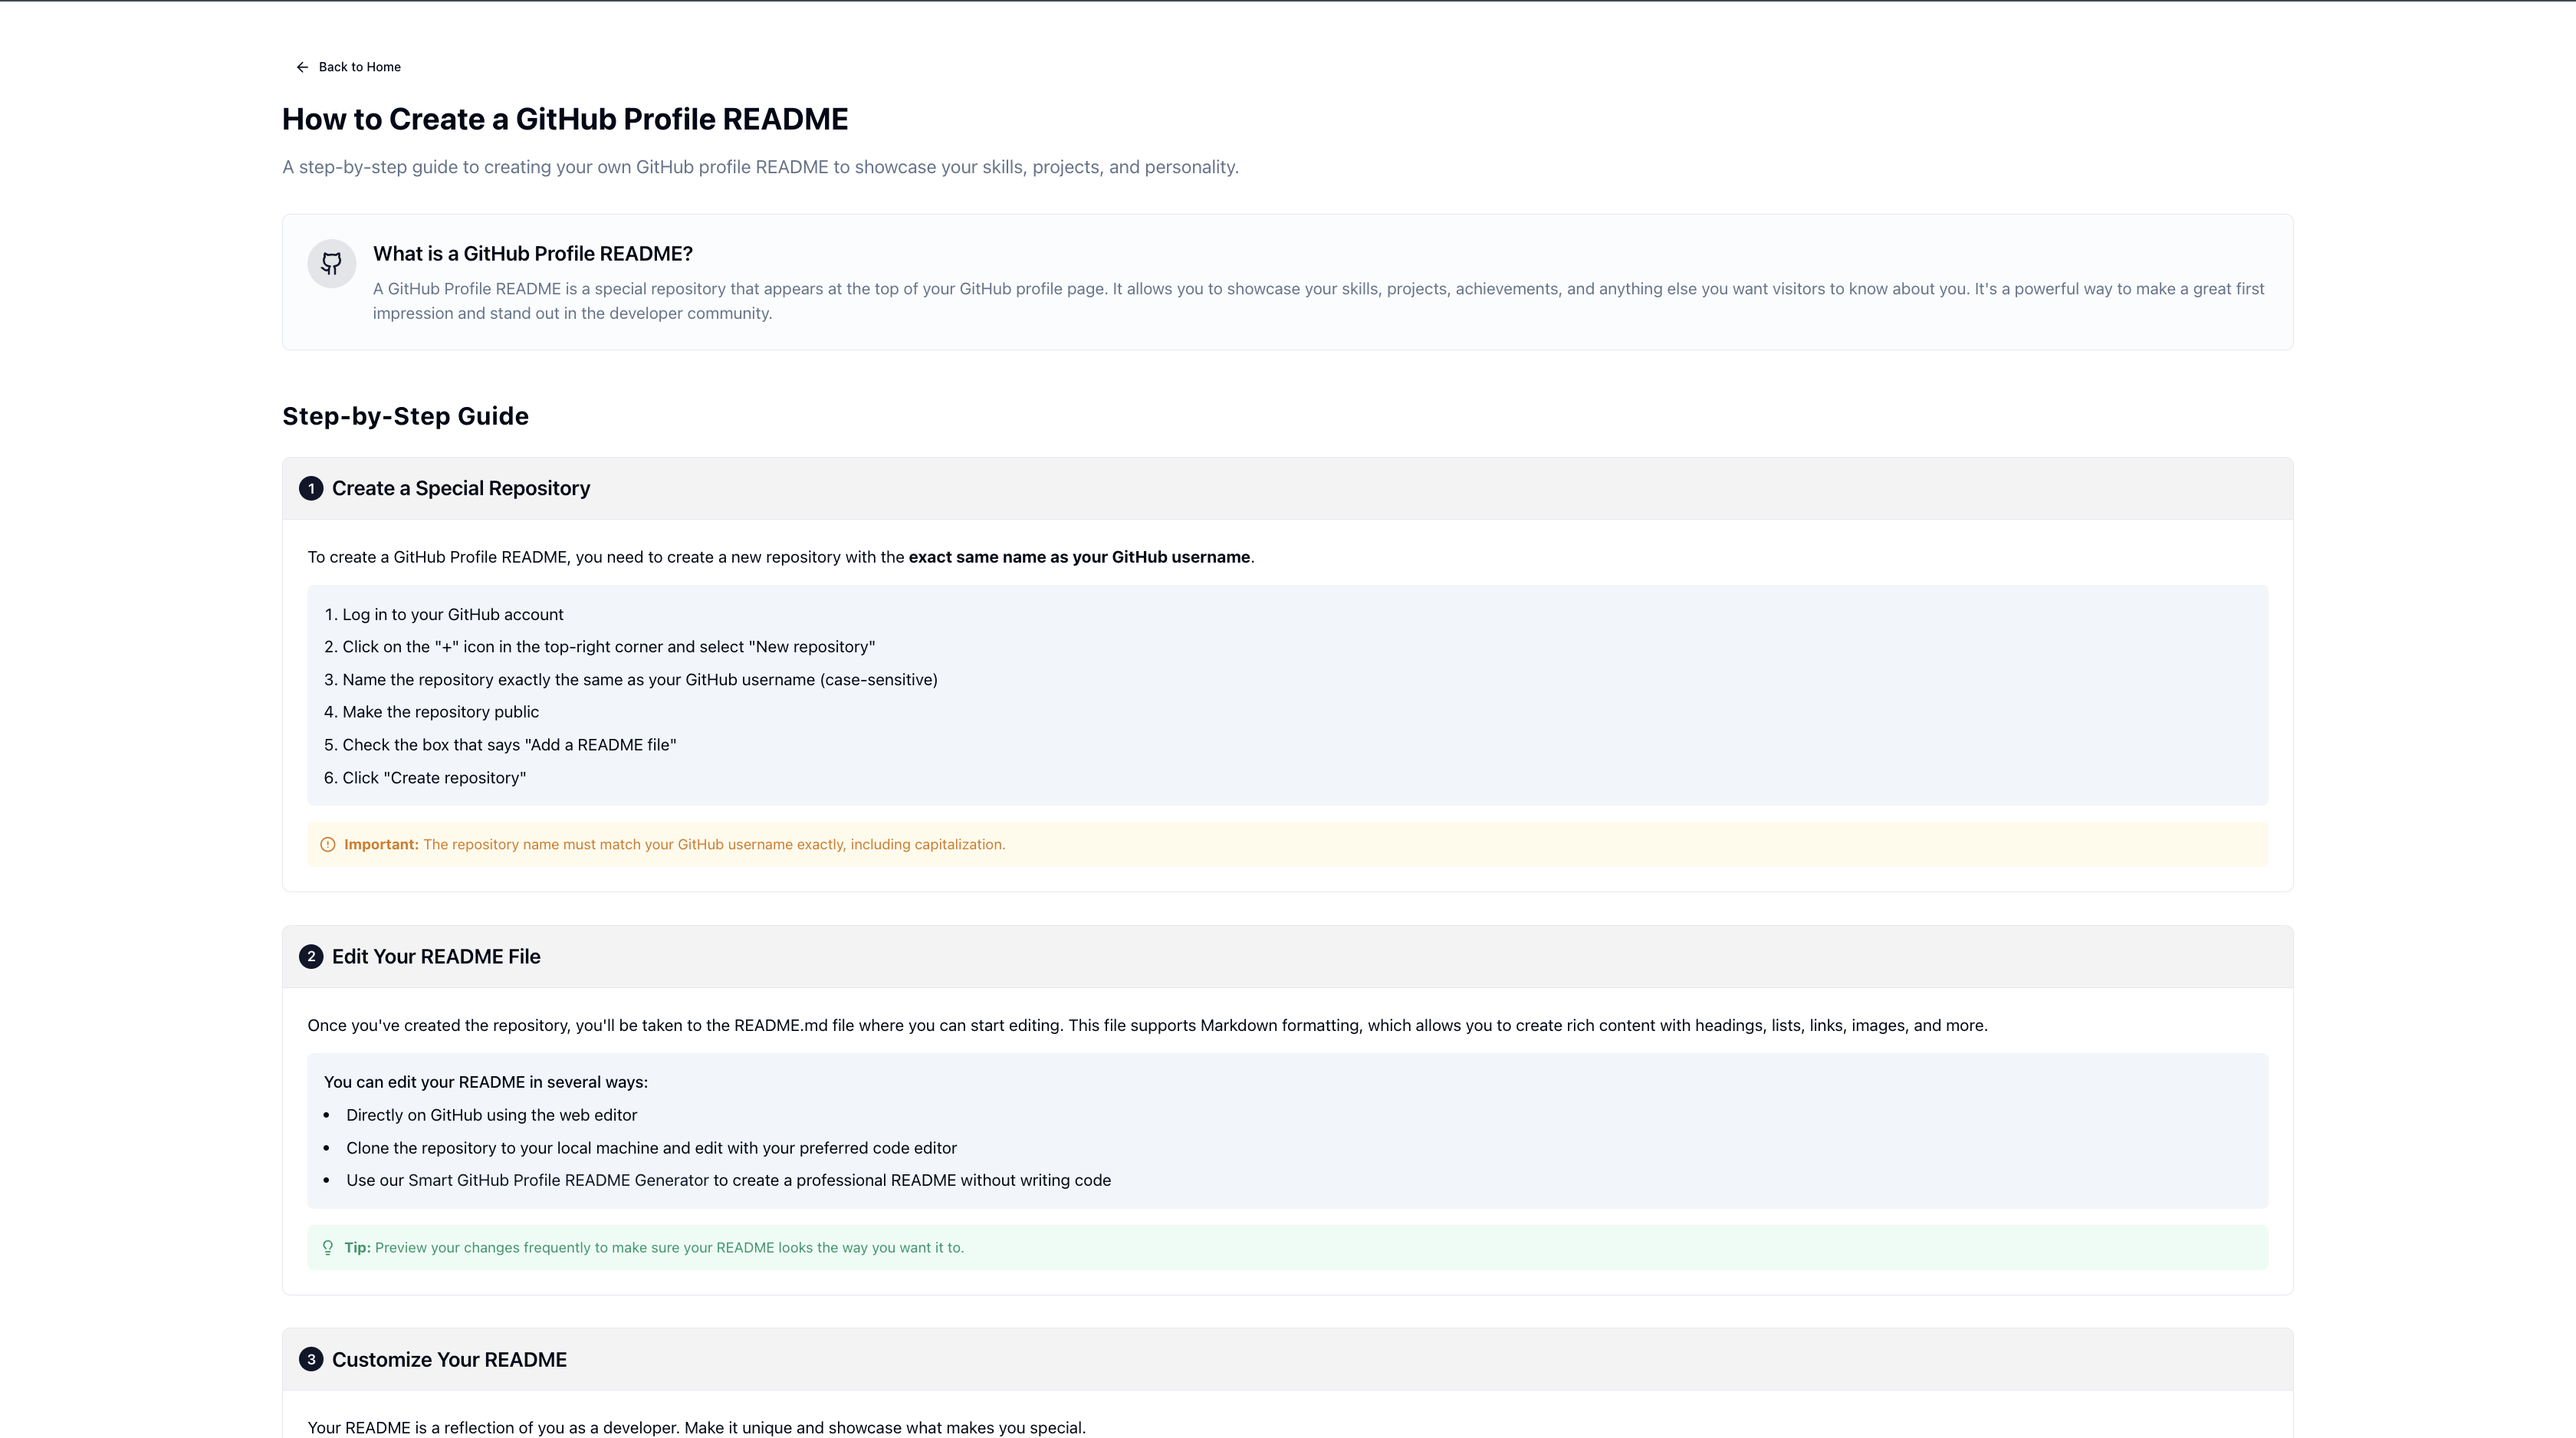 Back to Home
How to Create a GitHub Profile README
A step-by-step guide to creating your own GitHub profile README to showcase your skills, projects, and personality.
What is a GitHub Profile README?
A GitHub Profile README is a special repository that appears at the top of your GitHub profile page. It allows you to showcase your skills, projects, achievements, and anything else you want visitors to know about you. It's a powerful way to make a great first
impression and stand out in the developer community.
Step-by-Step Guide
1 Create a Special Repository
To create a GitHub Profile README, you need to create a new repository with the exact same name as your GitHub username.
1. Log in to your GitHub account
2. Click on the "+" icon in the top-right corner and select "New repository"
3. Name the repository exactly the same as your GitHub username (case-sensitive)
4. Make the repository public
5. Check the box that says "Add a README file"
6. Click "Create repository"
Important: The repository name must match your GitHub username exactly, including capitalization.
2 Edit Your README File
Once you've created the repository, you'll be taken to the README.md file where you can start editing. This file supports Markdown formatting, which allows you to create rich content with headings, lists, links, images, and more.
You can edit your README in several ways:
• Directly on GitHub using the web editor
• Clone the repository to your local machine and edit with your preferred code editor
• Use our Smart GitHub Profile README Generator to create a professional README without writing code
Tip: Preview your changes frequently to make sure your README looks the way you want it to.
3 Customize Your README
Your README is a reflection of you as a developer. Make it unique and showcase what makes you special.